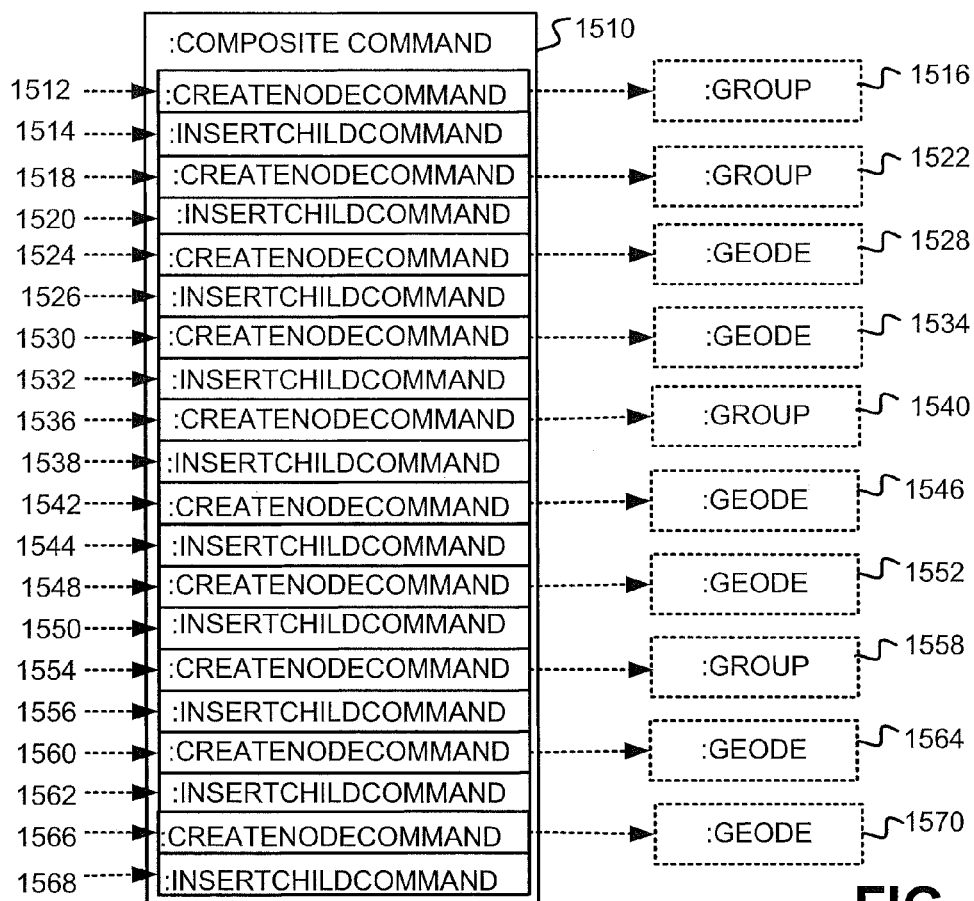 :COMPOSITE COMMAND 1510
1512 :CREATENODECOMMAND :GROUP 1516
1514 :INSERTCHILDCOMMAND
1518 :CREATENODECOMMAND :GROUP 1522
1520 :INSERTCHILDCOMMAND
1524 :CREATENODECOMMAND :GEODE 1528
1526 :INSERTCHILDCOMMAND
1530 :CREATENODECOMMAND :GEODE 1534
1532 :INSERTCHILDCOMMAND
1536 :CREATENODECOMMAND :GROUP 1540
1538 :INSERTCHILDCOMMAND
1542 :CREATENODECOMMAND :GEODE 1546
1544 :INSERTCHILDCOMMAND
1548 :CREATENODECOMMAND :GEODE 1552
1550 :INSERTCHILDCOMMAND
1554 :CREATENODECOMMAND :GROUP 1558
1556 :INSERTCHILDCOMMAND
1560 :CREATENODECOMMAND :GEODE 1564
1562 :INSERTCHILDCOMMAND
1566 :CREATENODECOMMAND :GEODE 1570
1568 :INSERTCHILDCOMMAND
FIG